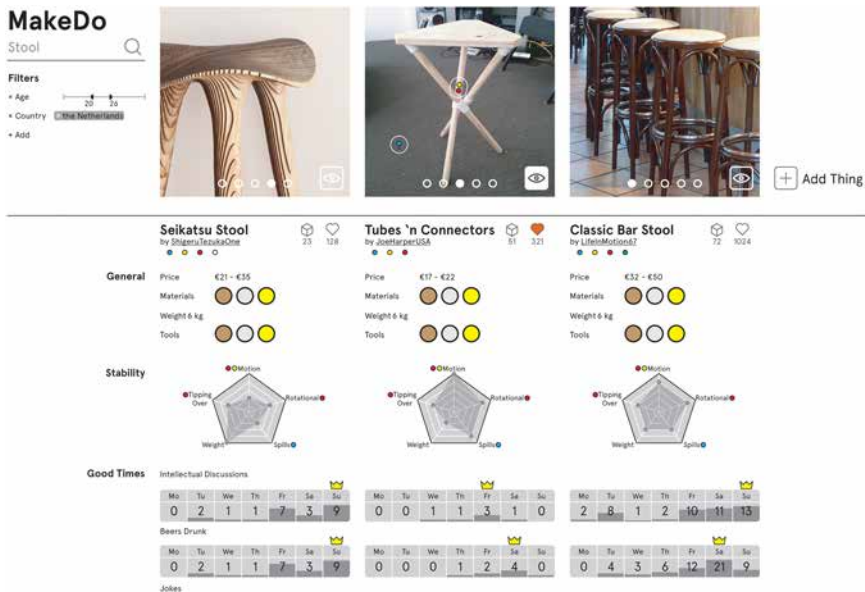 MakeDo
Stool
Filters
× Age
20 26
× Country the Netherlands
+ Add
+ Add Thing
Seikatsu Stool
by ShigeruTezukaOne
23 128
Tubes 'n Connectors
by JoeHarperUSA
51 321
Classic Bar Stool
by LifeInMotion67
72 1024
General
Price €21 - €35
Materials
Weight 6 kg
Tools
Price €17 - €22
Materials
Weight 6 kg
Tools
Price €32 - €50
Materials
Weight 6 kg
Tools
Stability
Motion
Tipping Over
Rotational
Weight
Spills
Motion
Tipping Over
Rotational
Weight
Spills
Motion
Tipping Over
Rotational
Weight
Spills
Good Times
Intellectual Discussions
Mo Tu We Th Fr Sa Su
0 2 1 1 7 3 9
Mo Tu We Th Fr Sa Su
0 0 1 1 3 1 0
Mo Tu We Th Fr Sa Su
2 8 1 2 10 11 13
Beers Drunk
Mo Tu We Th Fr Sa Su
0 2 1 1 7 3 9
Mo Tu We Th Fr Sa Su
0 0 0 1 2 4 0
Mo Tu We Th Fr Sa Su
0 4 3 6 12 21 9
Jokes